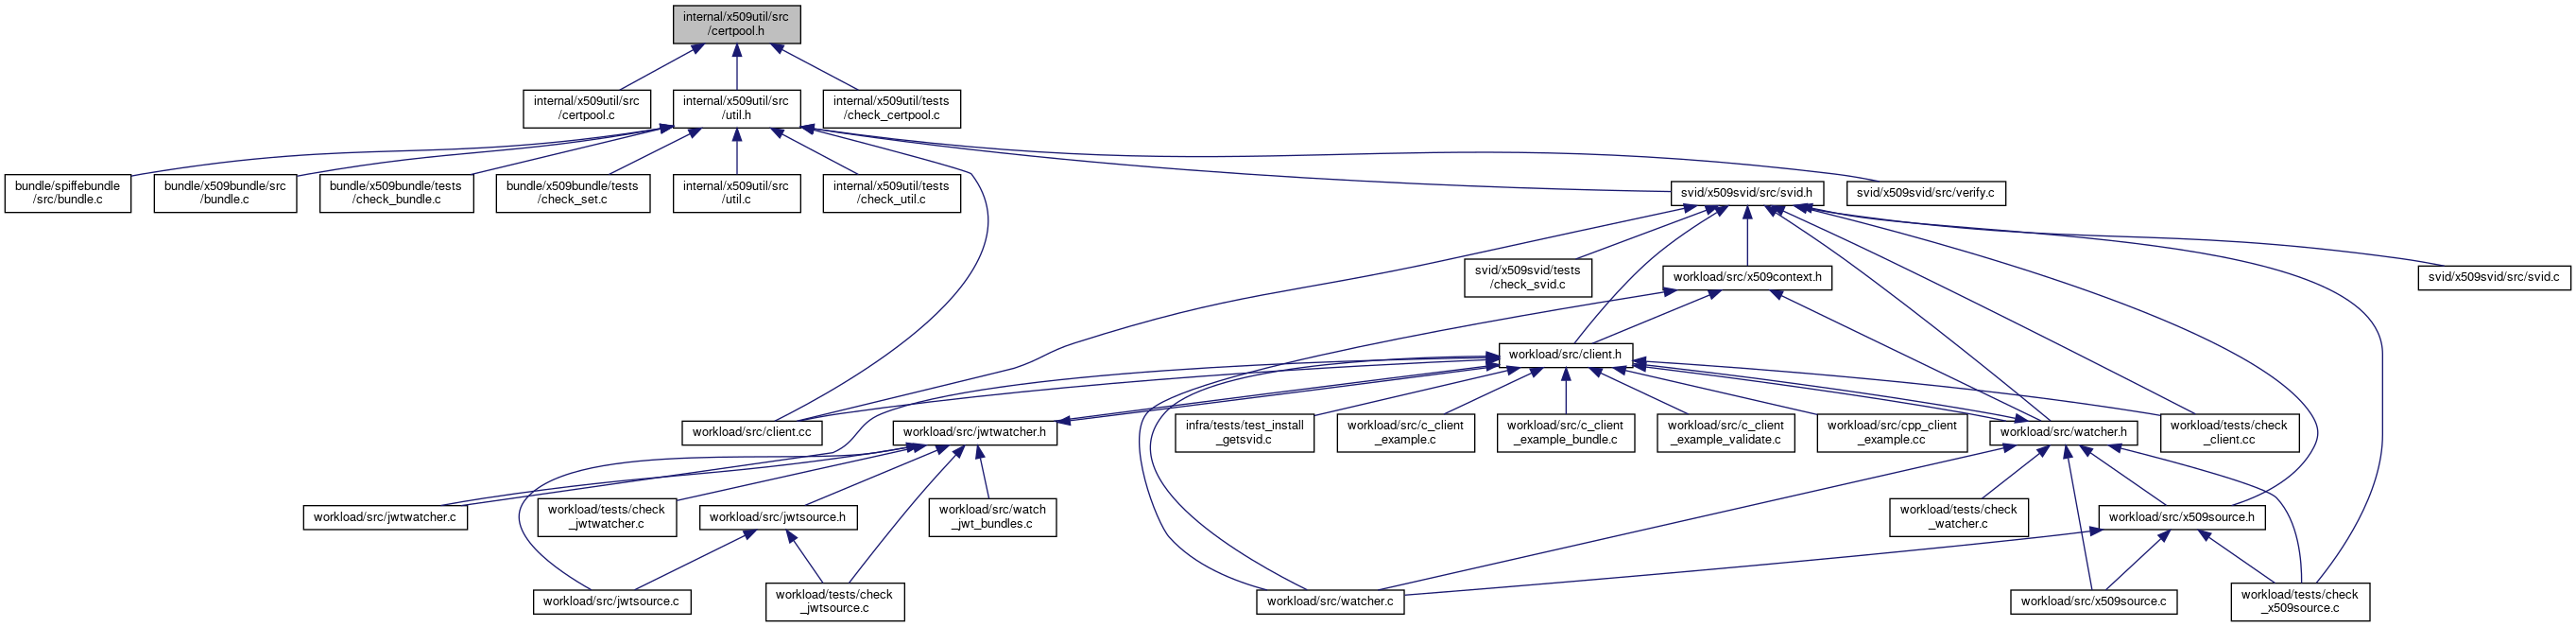 internal/x509util/src
/certpool.h
internal/x509util/src
/certpool.c
internal/x509util/src
/util.h
internal/x509util/tests
/check_certpool.c
bundle/spiffebundle
/src/bundle.c
bundle/x509bundle/src
/bundle.c
bundle/x509bundle/tests
/check_bundle.c
bundle/x509bundle/tests
/check_set.c
internal/x509util/src
/util.c
internal/x509util/tests
/check_util.c
svid/x509svid/src/svid.h
svid/x509svid/src/verify.c
svid/x509svid/tests
/check_svid.c
workload/src/x509context.h
svid/x509svid/src/svid.c
workload/src/client.h
workload/src/client.cc
workload/src/jwtwatcher.h
infra/tests/test_install
_getsvid.c
workload/src/c_client
_example.c
workload/src/c_client
_example_bundle.c
workload/src/c_client
_example_validate.c
workload/src/cpp_client
_example.cc
workload/src/watcher.h
workload/tests/check
_client.cc
workload/src/jwtwatcher.c
workload/tests/check
_jwtwatcher.c
workload/src/jwtsource.h
workload/src/watch
_jwt_bundles.c
workload/tests/check
_watcher.c
workload/src/x509source.h
workload/src/jwtsource.c
workload/tests/check
_jwtsource.c
workload/src/watcher.c
workload/src/x509source.c
workload/tests/check
_x509source.c